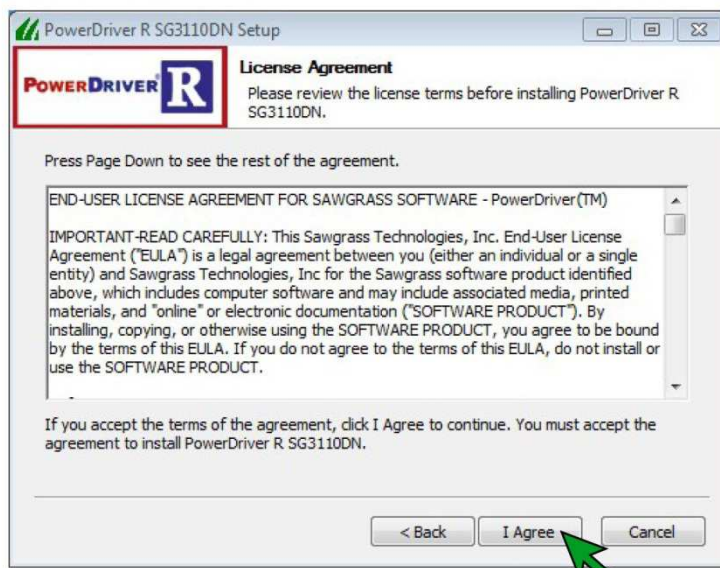 PowerDriver R SG3110DN Setup
POWERDRIVER® R
License Agreement
Please review the license terms before installing PowerDriver R
SG3110DN.
Press Page Down to see the rest of the agreement.
END-USER LICENSE AGREEMENT FOR SAWGRASS SOFTWARE - PowerDriver(TM)
IMPORTANT-READ CAREFULLY: This Sawgrass Technologies, Inc. End-User License
Agreement ("EULA") is a legal agreement between you (either an individual or a single
entity) and Sawgrass Technologies, Inc for the Sawgrass software product identified
above, which includes computer software and may include associated media, printed
materials, and "online" or electronic documentation ("SOFTWARE PRODUCT"). By
installing, copying, or otherwise using the SOFTWARE PRODUCT, you agree to be bound
by the terms of this EULA. If you do not agree to the terms of this EULA, do not install or
use the SOFTWARE PRODUCT.
If you accept the terms of the agreement, click I Agree to continue. You must accept the
agreement to install PowerDriver R SG3110DN.
< Back I Agree Cancel